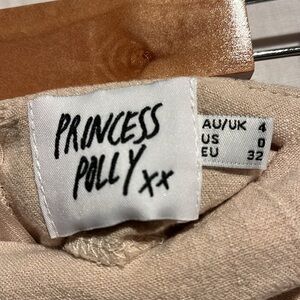 PRINCESS
POLLY xx
AU/UK 4
US 0
EU 32